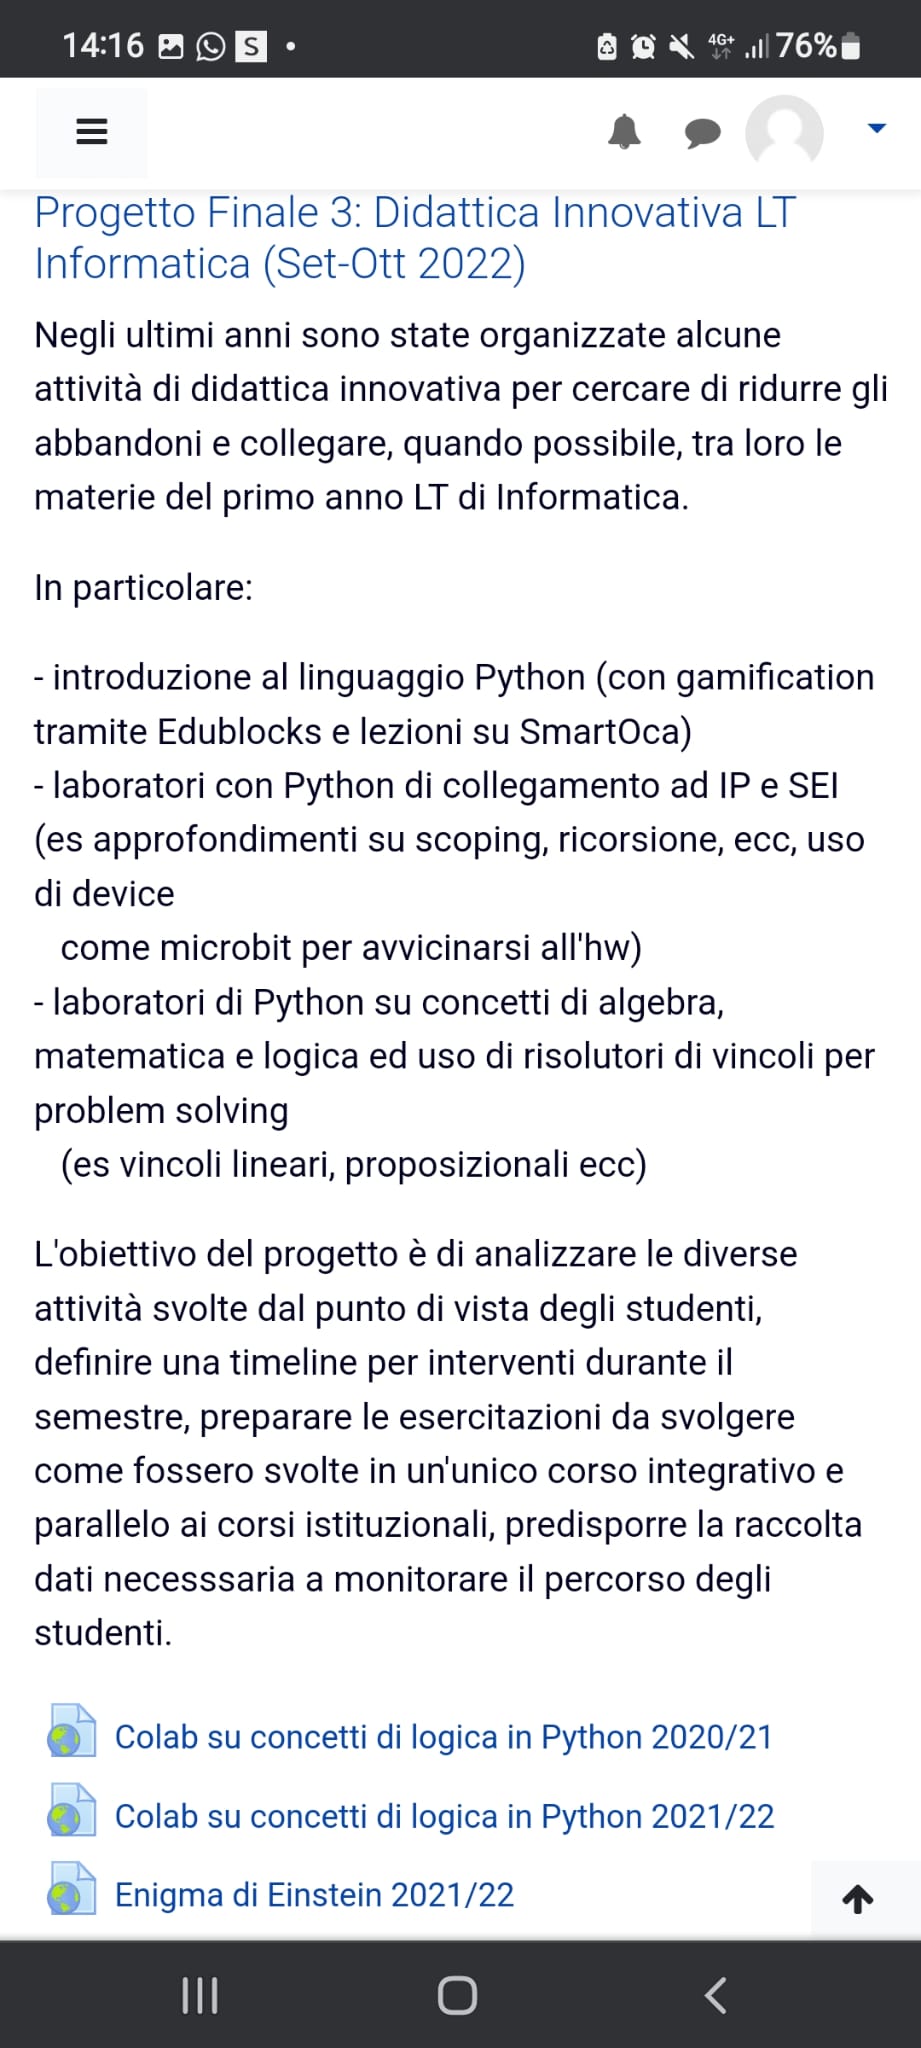 14:16 S 4G+ 76%
Progetto Finale 3: Didattica Innovativa LT
Informatica (Set-Ott 2022)
Negli ultimi anni sono state organizzate alcune
attività di didattica innovativa per cercare di ridurre gli
abbandoni e collegare, quando possibile, tra loro le
materie del primo anno LT di Informatica.
In particolare:
- introduzione al linguaggio Python (con gamification
tramite Edublocks e lezioni su SmartOca)
- laboratori con Python di collegamento ad IP e SEI
(es approfondimenti su scoping, ricorsione, ecc, uso
di device
come microbit per avvicinarsi all'hw)
- laboratori di Python su concetti di algebra,
matematica e logica ed uso di risolutori di vincoli per
problem solving
(es vincoli lineari, proposizionali ecc)
L'obiettivo del progetto è di analizzare le diverse
attività svolte dal punto di vista degli studenti,
definire una timeline per interventi durante il
semestre, preparare le esercitazioni da svolgere
come fossero svolte in un'unico corso integrativo e
parallelo ai corsi istituzionali, predisporre la raccolta
dati necesssaria a monitorare il percorso degli
studenti.
Colab su concetti di logica in Python 2020/21
Colab su concetti di logica in Python 2021/22
Enigma di Einstein 2021/22